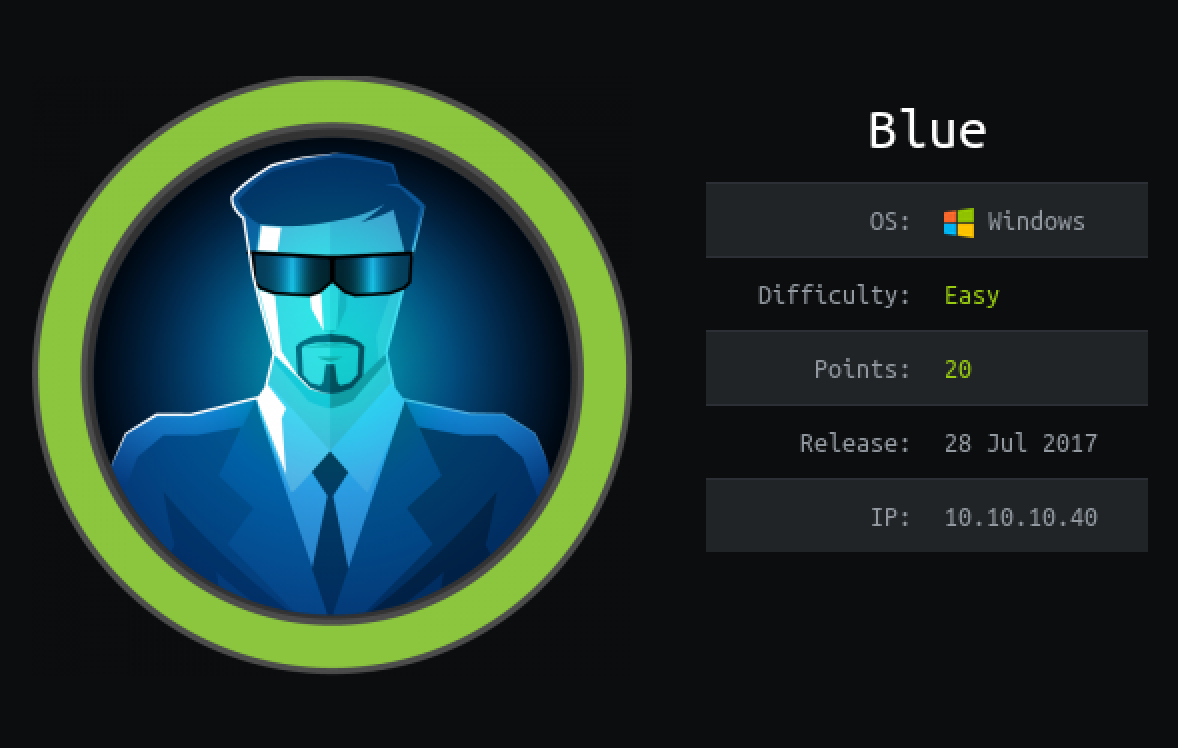 Blue
OS: Windows
Difficulty: Easy
Points: 20
Release: 28 Jul 2017
IP: 10.10.10.40